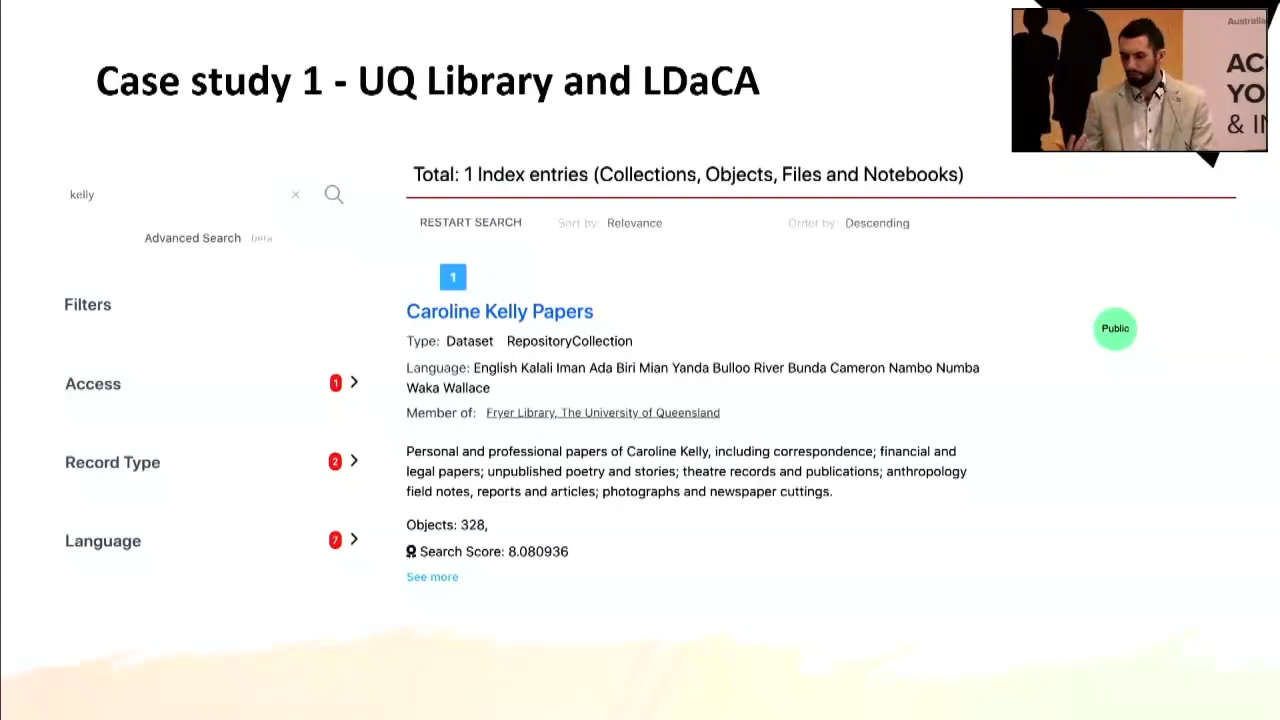 Case study 1 - UQ Library and LDaCA
Australia
AC
YO
& IN
kelly
Advanced Search beta
Filters
Access 1
Record Type 2
Language 7
Total: 1 Index entries (Collections, Objects, Files and Notebooks)
RESTART SEARCH Sort by: Relevance Order by: Descending
1
Caroline Kelly Papers
Public
Type: Dataset RepositoryCollection
Language: English Kalali Iman Ada Biri Mian Yanda Bulloo River Bunda Cameron Nambo Numba
Waka Wallace
Member of: Fryer Library, The University of Queensland
Personal and professional papers of Caroline Kelly, including correspondence; financial and
legal papers; unpublished poetry and stories; theatre records and publications; anthropology
field notes, reports and articles; photographs and newspaper cuttings.
Objects: 328,
Search Score: 8.080936
See more